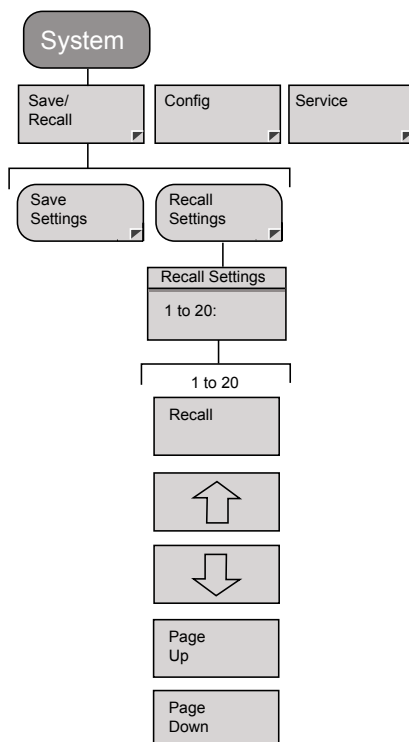 System
Save/
Recall
Config
Service
Save
Settings
Recall
Settings
Recall Settings
1 to 20:
1 to 20
Recall
Page
Up
Page
Down